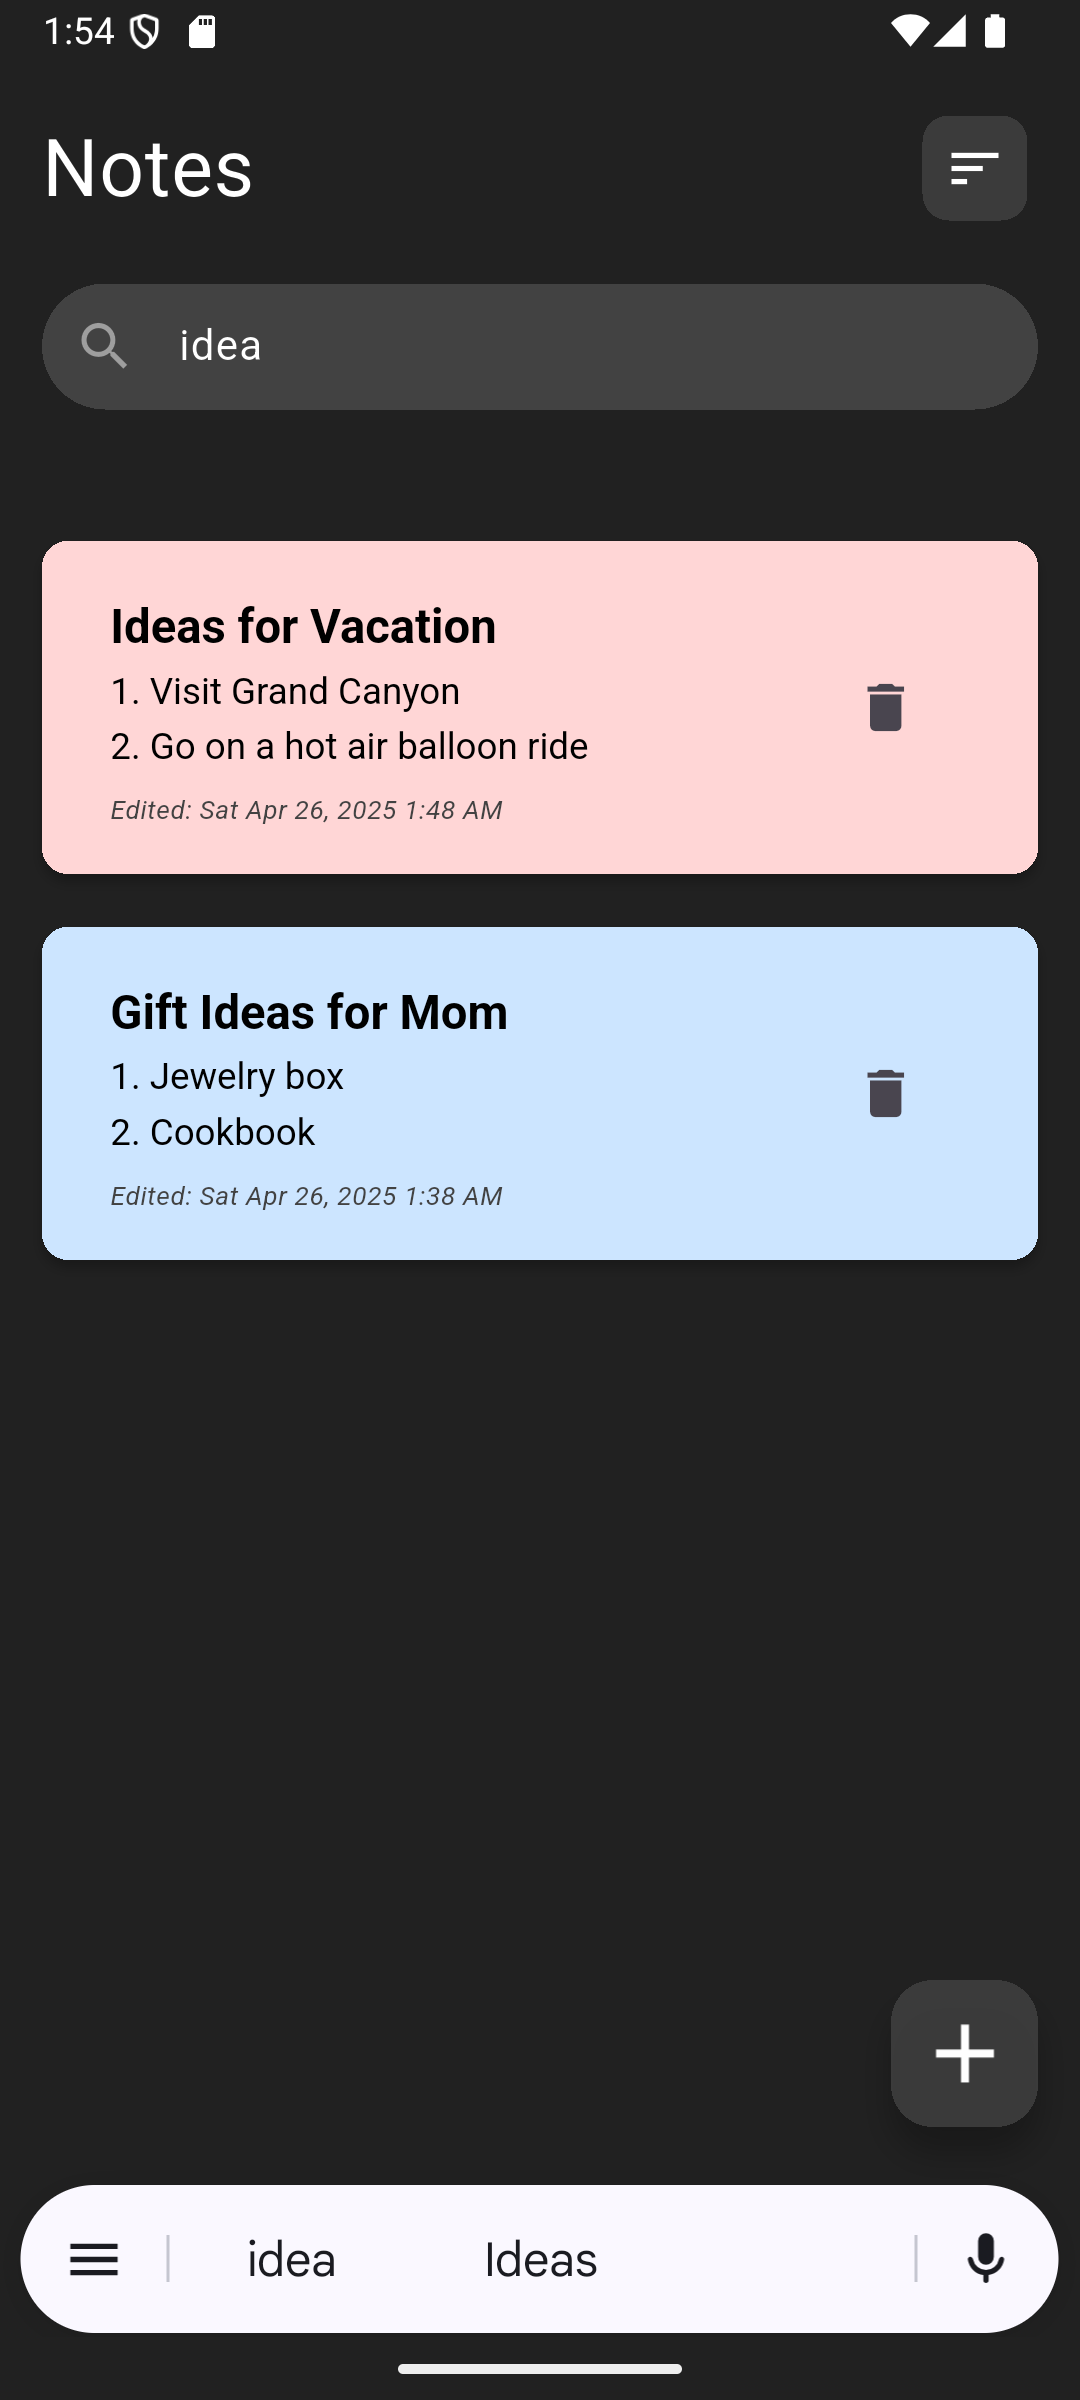 1:54
Notes
idea
Ideas for Vacation
1. Visit Grand Canyon
2. Go on a hot air balloon ride
Edited: Sat Apr 26, 2025 1:48 AM
Gift Ideas for Mom
1. Jewelry box
2. Cookbook
Edited: Sat Apr 26, 2025 1:38 AM
idea Ideas